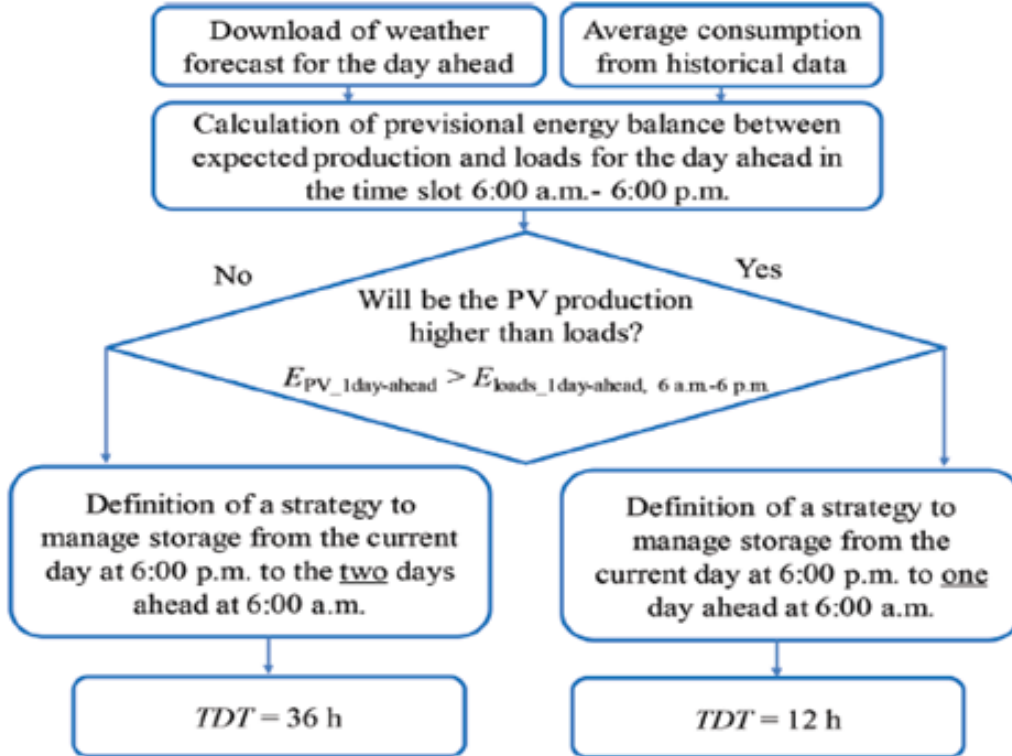 Download of weather
forecast for the day ahead
Average consumption
from historical data
Calculation of previsional energy balance between
expected production and loads for the day ahead in
the time slot 6:00 a.m.- 6:00 p.m.
No
Yes
Will be the PV production
higher than loads?
E_PV_1day-ahead > E_loads_1day-ahead, 6 a.m.-6 p.m.
Definition of a strategy to
manage storage from the current
day at 6:00 p.m. to the two days
ahead at 6:00 a.m.
Definition of a strategy to
manage storage from the
current day at 6:00 p.m. to one
day ahead at 6:00 a.m.
TDT = 36 h
TDT = 12 h